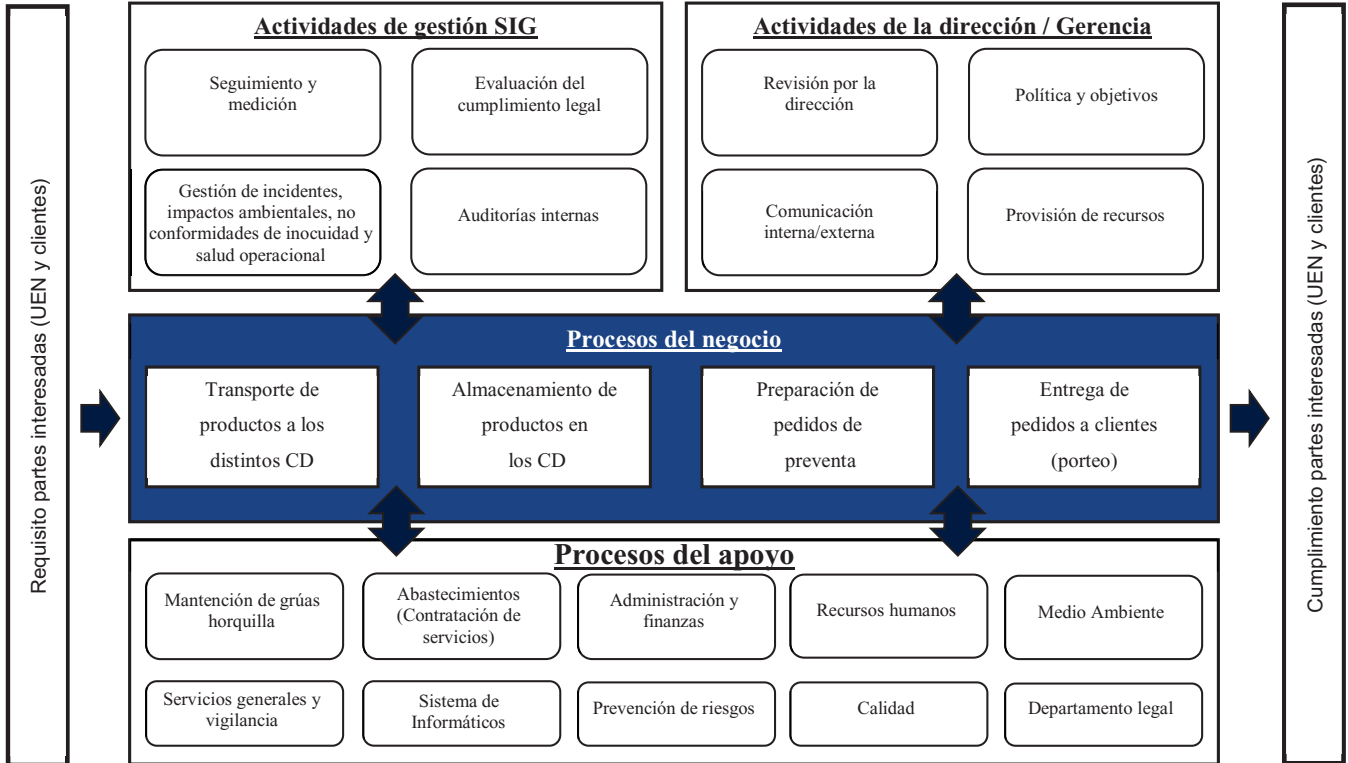 Requisito partes interesadas (UEN y clientes)
Actividades de gestión SIG
Seguimiento y
medición
Evaluación del
cumplimiento legal
Gestión de incidentes,
impactos ambientales, no
conformidades de inocuidad y
salud operacional
Auditorías internas
Actividades de la dirección / Gerencia
Revisión por la
dirección
Política y objetivos
Comunicación
interna/externa
Provisión de recursos
Procesos del negocio
Transporte de
productos a los
distintos CD
Almacenamiento de
productos en
los CD
Preparación de
pedidos de
preventa
Entrega de
pedidos a clientes
(porteo)
Procesos del apoyo
Mantención de grúas
horquilla
Abastecimientos
(Contratación de
servicios)
Administración y
finanzas
Recursos humanos
Medio Ambiente
Servicios generales y
vigilancia
Sistema de
Informáticos
Prevención de riesgos
Calidad
Departamento legal
Cumplimiento partes interesadas (UEN y clientes)